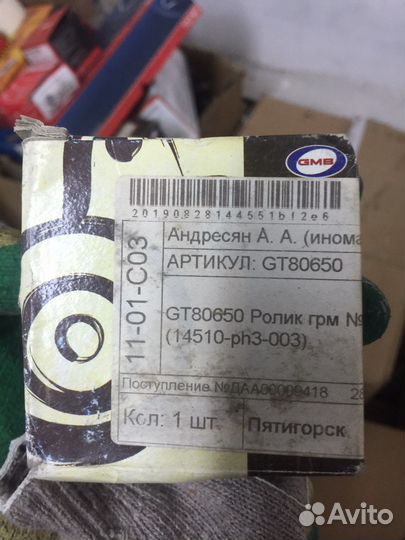 GMB
20190828144551bf2e6
Андресян А. А. (инома
АРТИКУЛ: GT80650
11-01-C03
GT80650 Ролик грм №
(14510-ph3-003)
Поступление №ДАА00009418 28
Кол: 1 шт.
Пятигорск
Avito